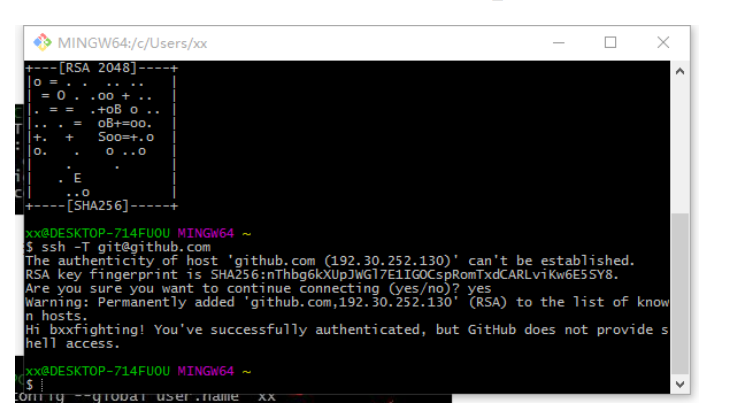 MINGW64:/c/Users/xx
+---[RSA 2048]----+
|o = . . .. .. |
| = O . .oo + .. |
|. = = .+oB o .. |
|.. . = oB+=oo. |
|+. + Soo=+.o |
|o. . o ..o |
| . . |
| . E |
| ..o |
+----[SHA256]-----+
xx@DESKTOP-714FUOU MINGW64 ~
$ ssh -T git@github.com
The authenticity of host 'github.com (192.30.252.130)' can't be established.
RSA key fingerprint is SHA256:nThbg6kXUpJWGl7E1IGOCspRomTxdCARLviKw6E5SY8.
Are you sure you want to continue connecting (yes/no)? yes
Warning: Permanently added 'github.com,192.30.252.130' (RSA) to the list of know
n hosts.
Hi bxxfighting! You've successfully authenticated, but GitHub does not provide s
hell access.
xx@DESKTOP-714FUOU MINGW64 ~
$
config --global user.name xx